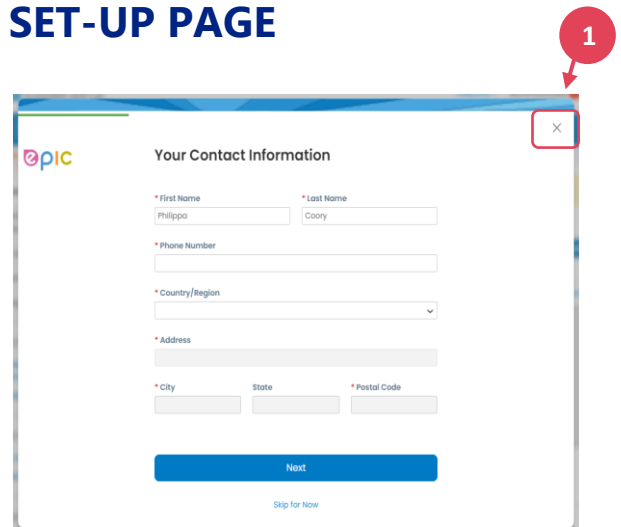 SET-UP PAGE
1
epic
Your Contact Information
* First Name * Last Name
Philippa Coory
* Phone Number
* Country/Region
* Address
* City State * Postal Code
Next
Skip for Now